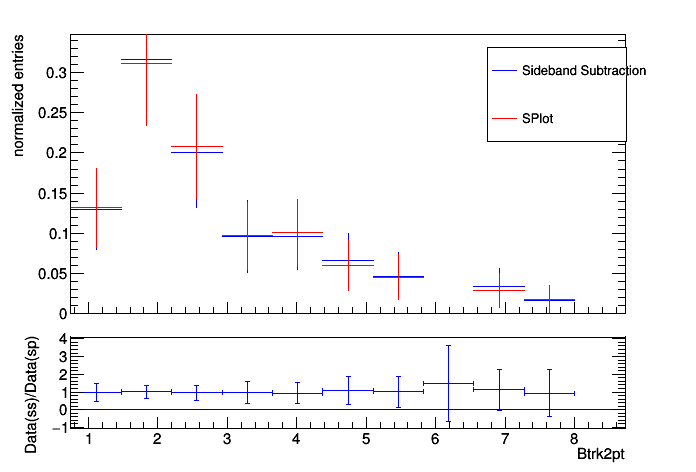 normalized entries
0.3
0.25
0.2
0.15
0.1
0.05
0
Sideband Subtraction
SPlot
Data(ss)/Data(sp)
4
3
2
1
0
−1
1 2 3 4 5 6 7 8
Btrk2pt